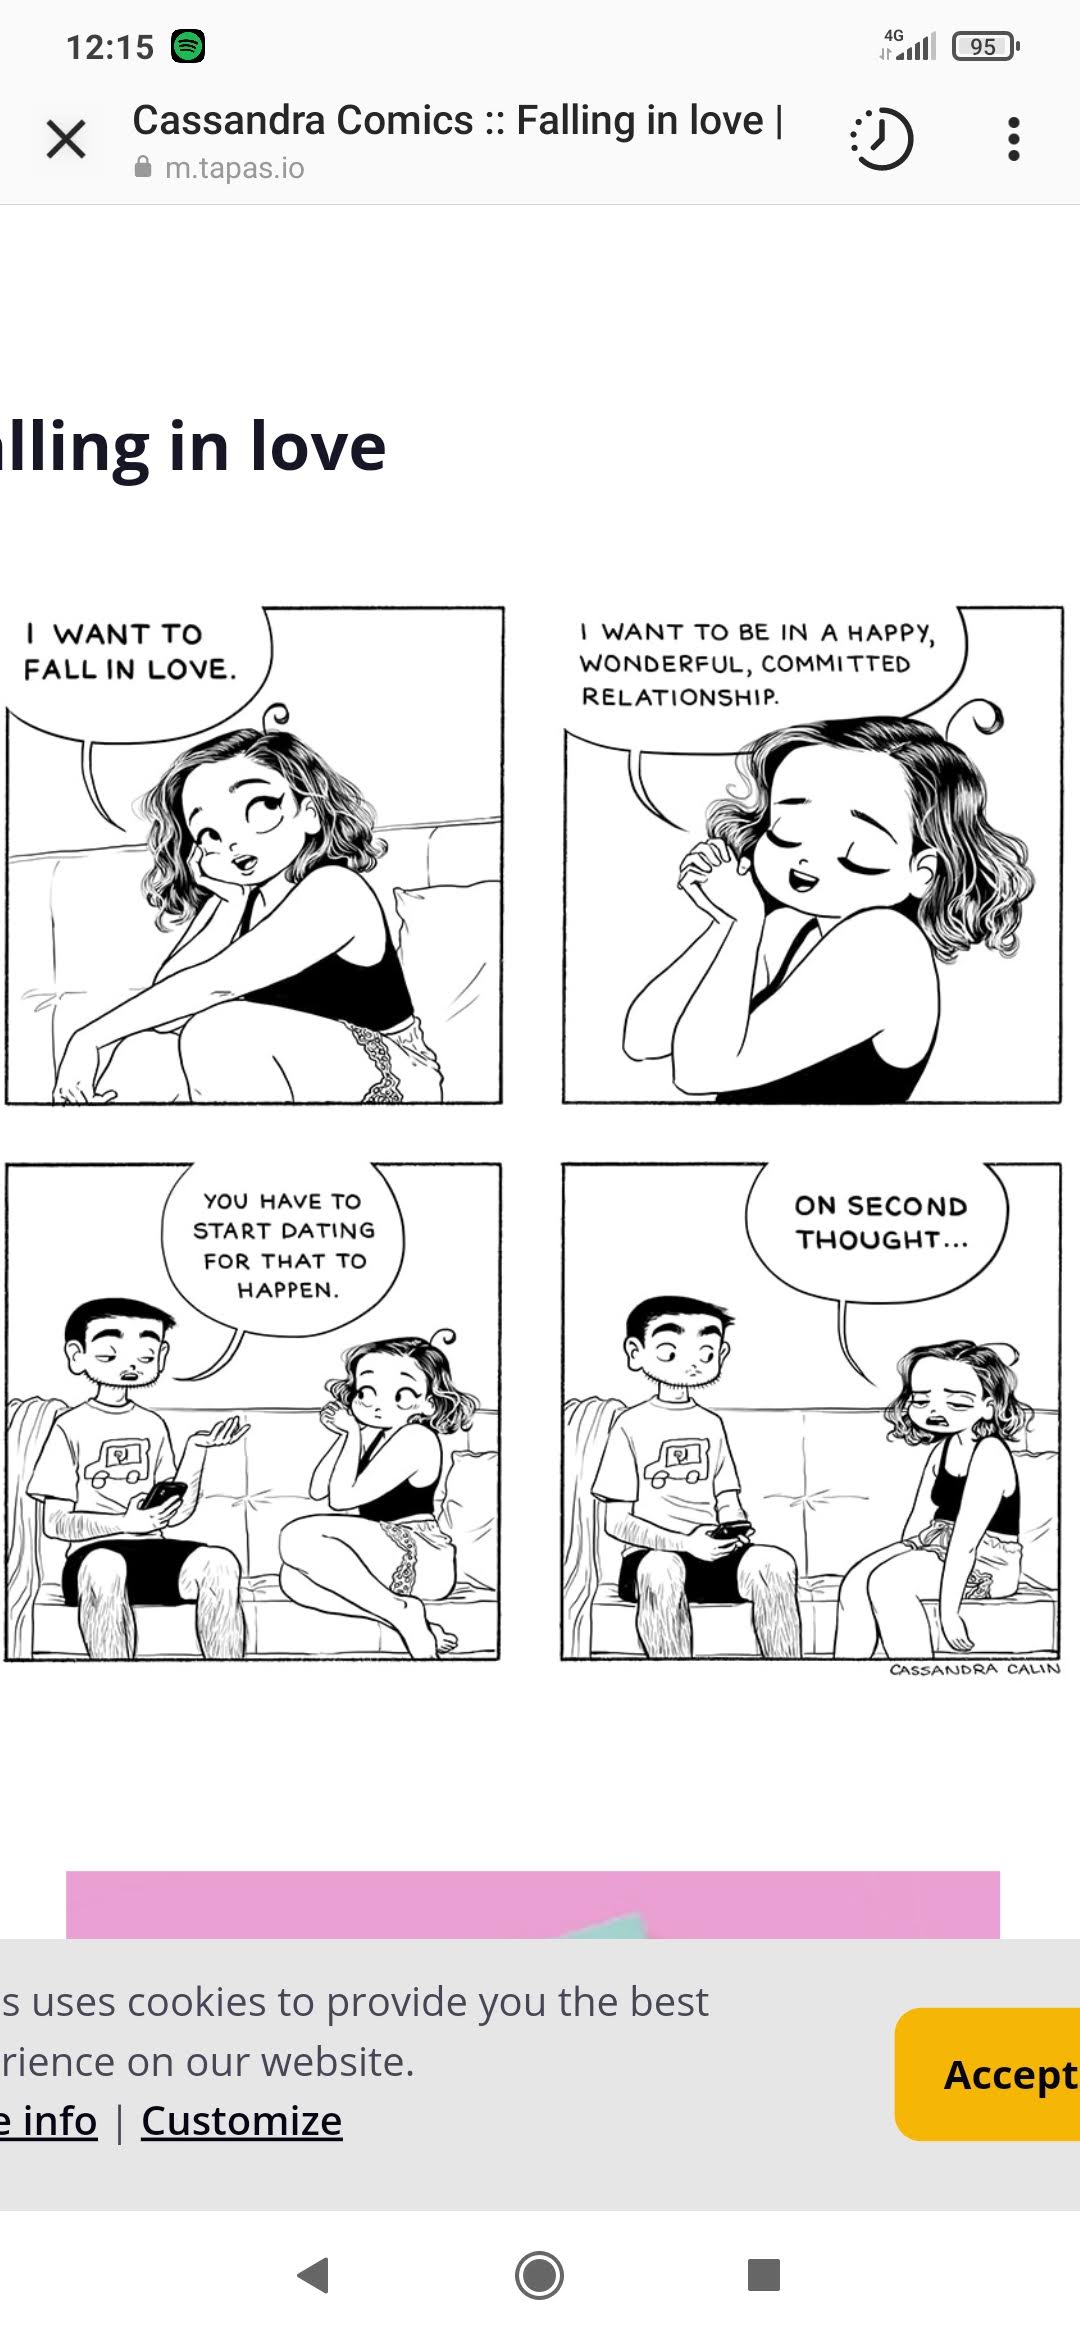 12:15
4G
95
Cassandra Comics :: Falling in love |
m.tapas.io
alling in love
I WANT TO
FALL IN LOVE.
I WANT TO BE IN A HAPPY,
WONDERFUL, COMMITTED
RELATIONSHIP.
YOU HAVE TO
START DATING
FOR THAT TO
HAPPEN.
ON SECOND
THOUGHT...
CASSANDRA CALIN
s uses cookies to provide you the best
rience on our website.
e info | Customize
Accept